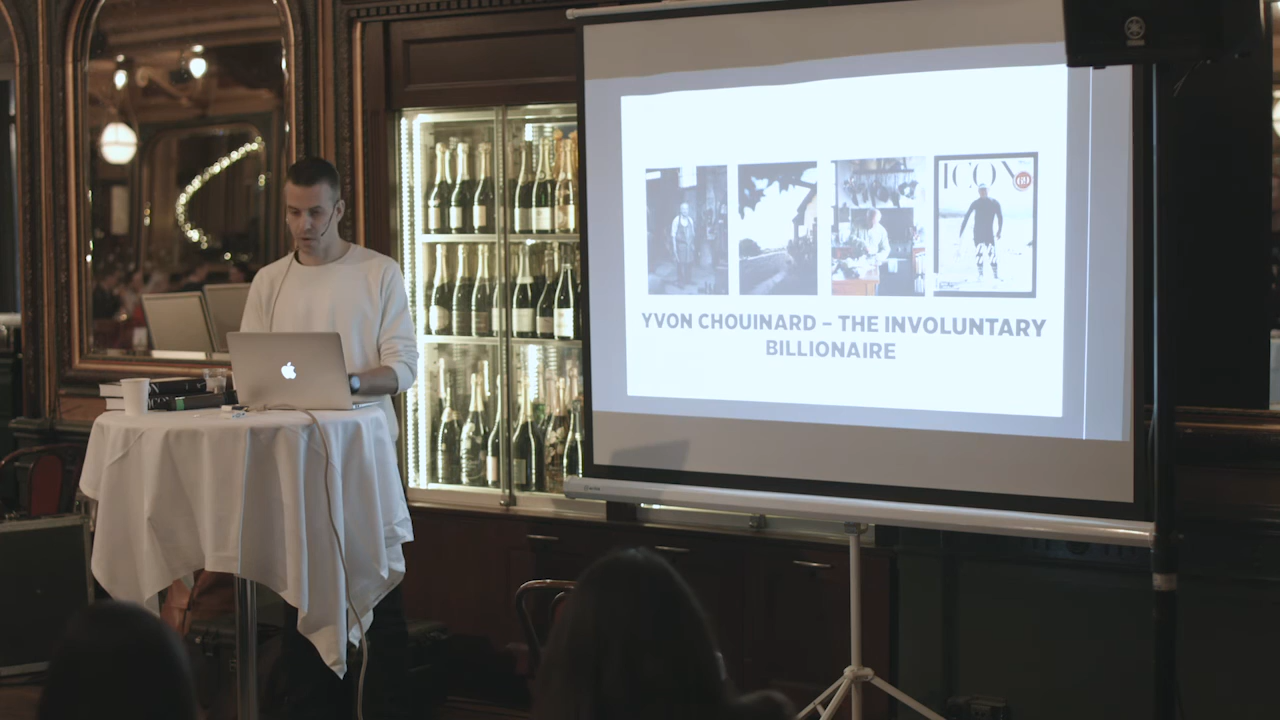 ICON
YVON CHOUINARD – THE INVOLUNTARY
BILLIONAIRE